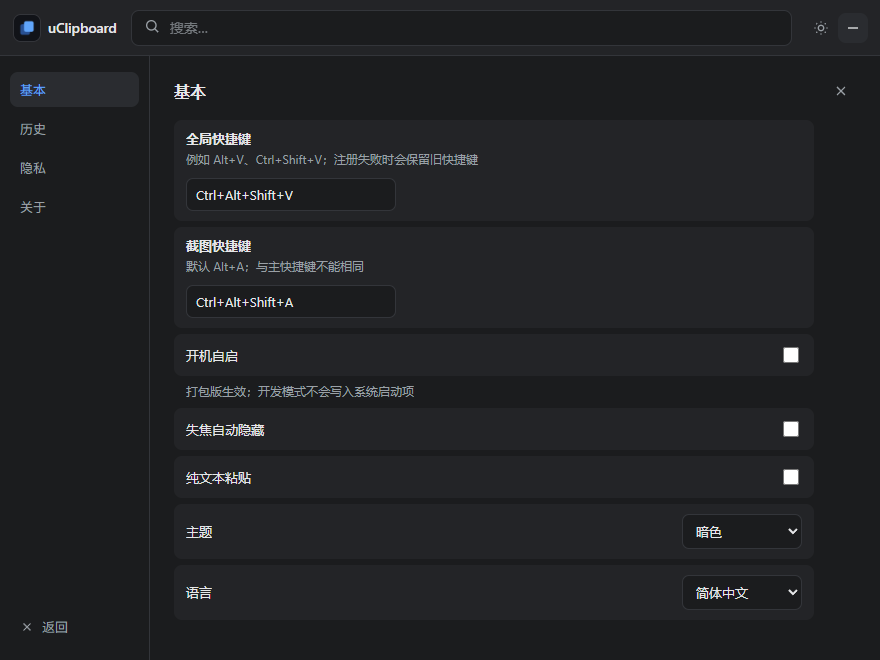 uClipboard
搜索...
基本
历史
隐私
关于
返回
基本
全局快捷键
例如 Alt+V、Ctrl+Shift+V；注册失败时会保留旧快捷键
Ctrl+Alt+Shift+V
截图快捷键
默认 Alt+A；与主快捷键不能相同
Ctrl+Alt+Shift+A
开机自启
打包版生效；开发模式不会写入系统启动项
失焦自动隐藏
纯文本粘贴
主题
暗色
语言
简体中文